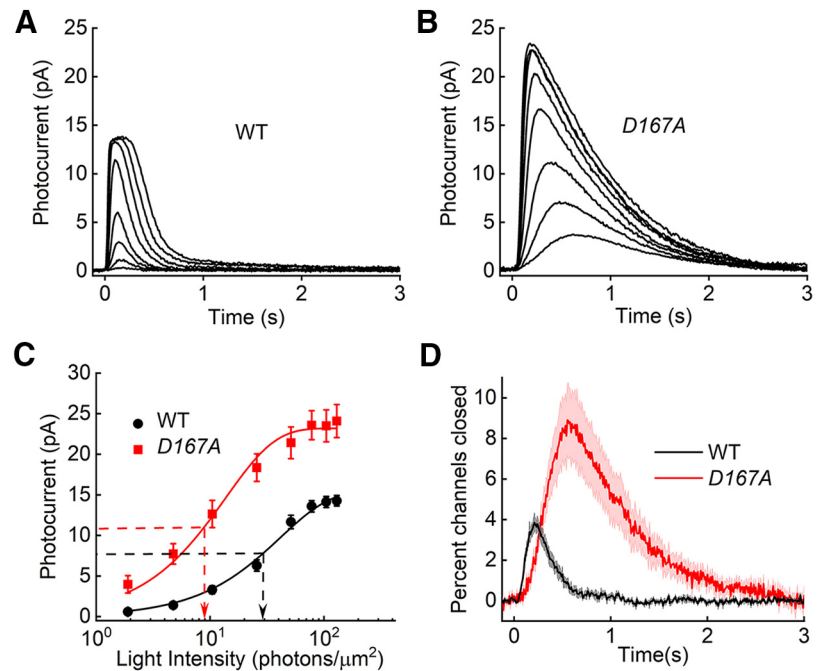 A
Photocurrent (pA)
25
20
15
10
5
0
WT
0 1 2 3
Time (s)
B
Photocurrent (pA)
25
20
15
10
5
0
D167A
0 1 2 3
Time (s)
C
Photocurrent (pA)
30
25
20
15
10
5
0
WT
D167A
10⁰ 10¹ 10²
Light Intensity (photons/μm²)
D
Percent channels closed
10
8
6
4
2
0
WT
D167A
0 1 2 3
Time(s)